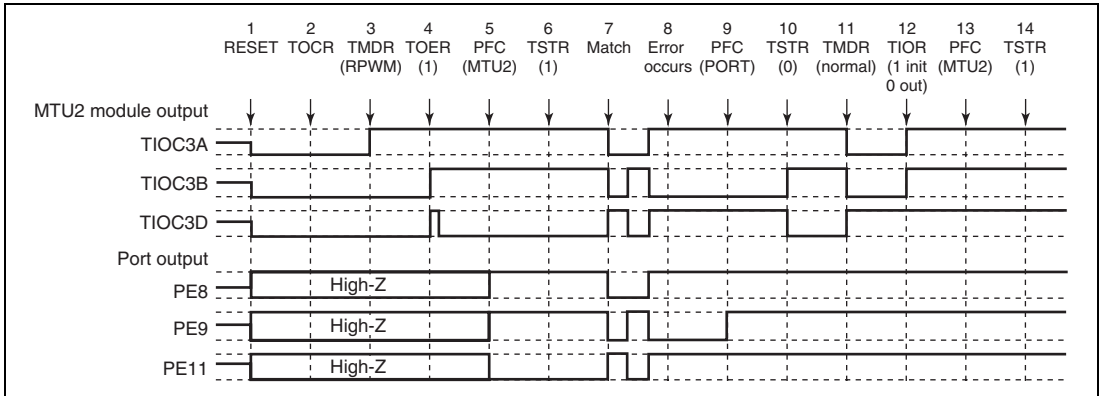 1 2 3 4 5 6 7 8 9 10 11 12 13 14
RESET TOCR TMDR TOER PFC TSTR Match Error PFC TSTR TMDR TIOR PFC TSTR
(RPWM) (1) (MTU2) (1) occurs (PORT) (0) (normal) (1 init (MTU2) (1)
0 out)
MTU2 module output
TIOC3A
TIOC3B
TIOC3D
Port output
PE8 High-Z
PE9 High-Z
PE11 High-Z